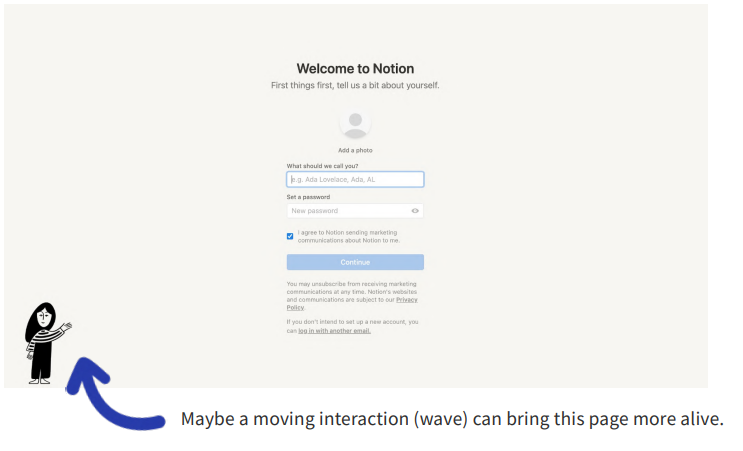 Welcome to Notion
First things first, tell us a bit about yourself.
Add a photo
What should we call you?
e.g. Ada Lovelace, Ada, AL
Set a password
New password
I agree to Notion sending marketing
communications about Notion to me.
Continue
You may unsubscribe from receiving marketing
communications at any time. Notion's websites
and communications are subject to our Privacy
Policy.
If you don't intend to set up a new account, you
can log in with another email.
Maybe a moving interaction (wave) can bring this page more alive.